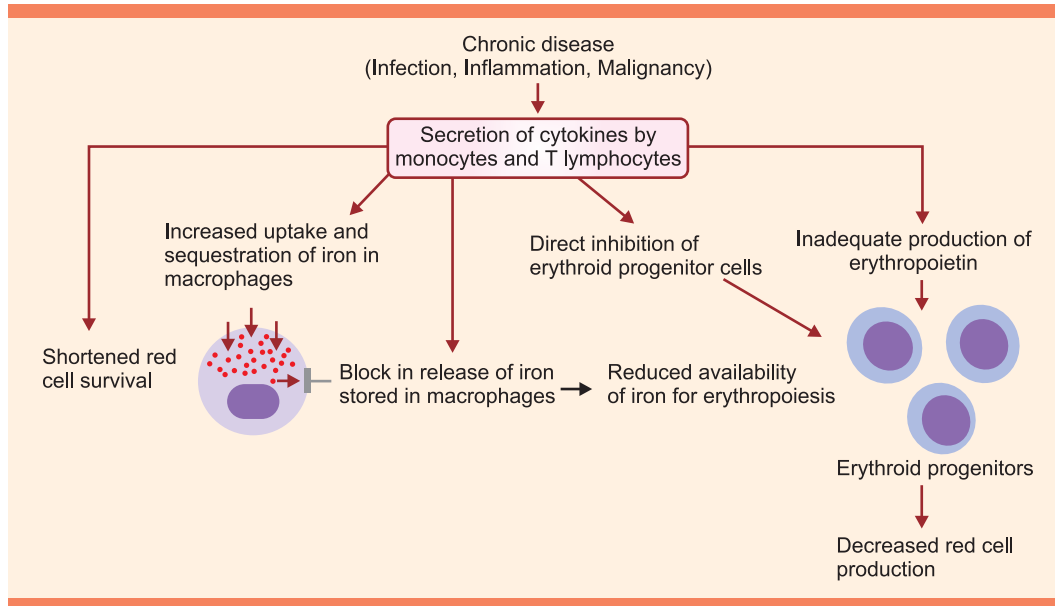 Chronic disease
(Infection, Inflammation, Malignancy)
Secretion of cytokines by
monocytes and T lymphocytes
Increased uptake and
sequestration of iron in
macrophages
Direct inhibition of
erythroid progenitor cells
Inadequate production of
erythropoietin
Shortened red
cell survival
Block in release of iron
stored in macrophages
Reduced availability
of iron for erythropoiesis
Erythroid progenitors
Decreased red cell
production